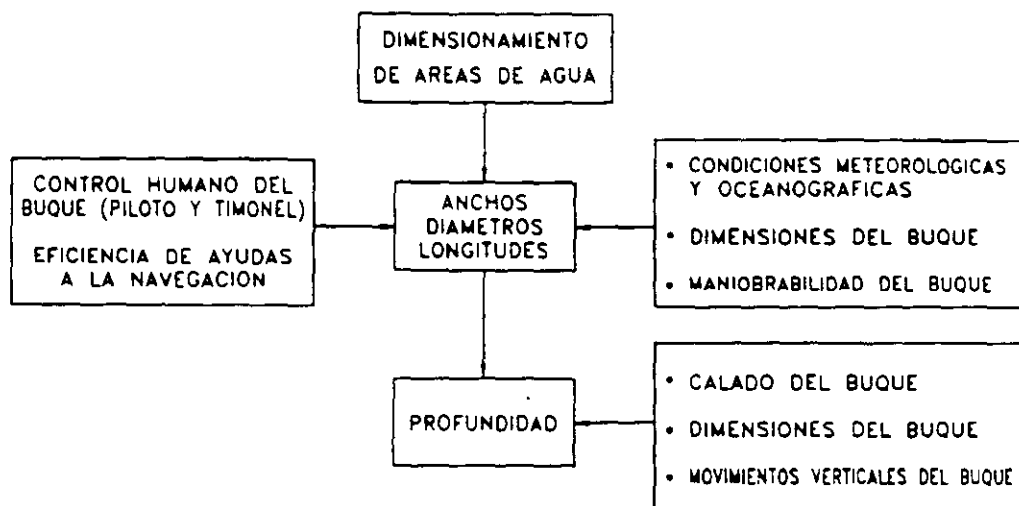 DIMENSIONAMIENTO
DE AREAS DE AGUA
CONTROL HUMANO DEL
BUQUE (PILOTO Y TIMONEL)
EFICIENCIA DE AYUDAS
A LA NAVEGACION
ANCHOS
DIAMETROS
LONGITUDES
• CONDICIONES METEOROLOGICAS
Y OCEANOGRAFICAS
• DIMENSIONES DEL BUQUE
• MANIOBRABILIDAD DEL BUQUE
PROFUNDIDAD
• CALADO DEL BUQUE
• DIMENSIONES DEL BUQUE
• MOVIMIENTOS VERTICALES DEL BUQUE